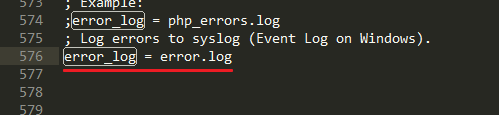 573 ; Example:
574 ;error_log = php_errors.log
575 ; Log errors to syslog (Event Log on Windows).
576 error_log = error.log
577
578
579